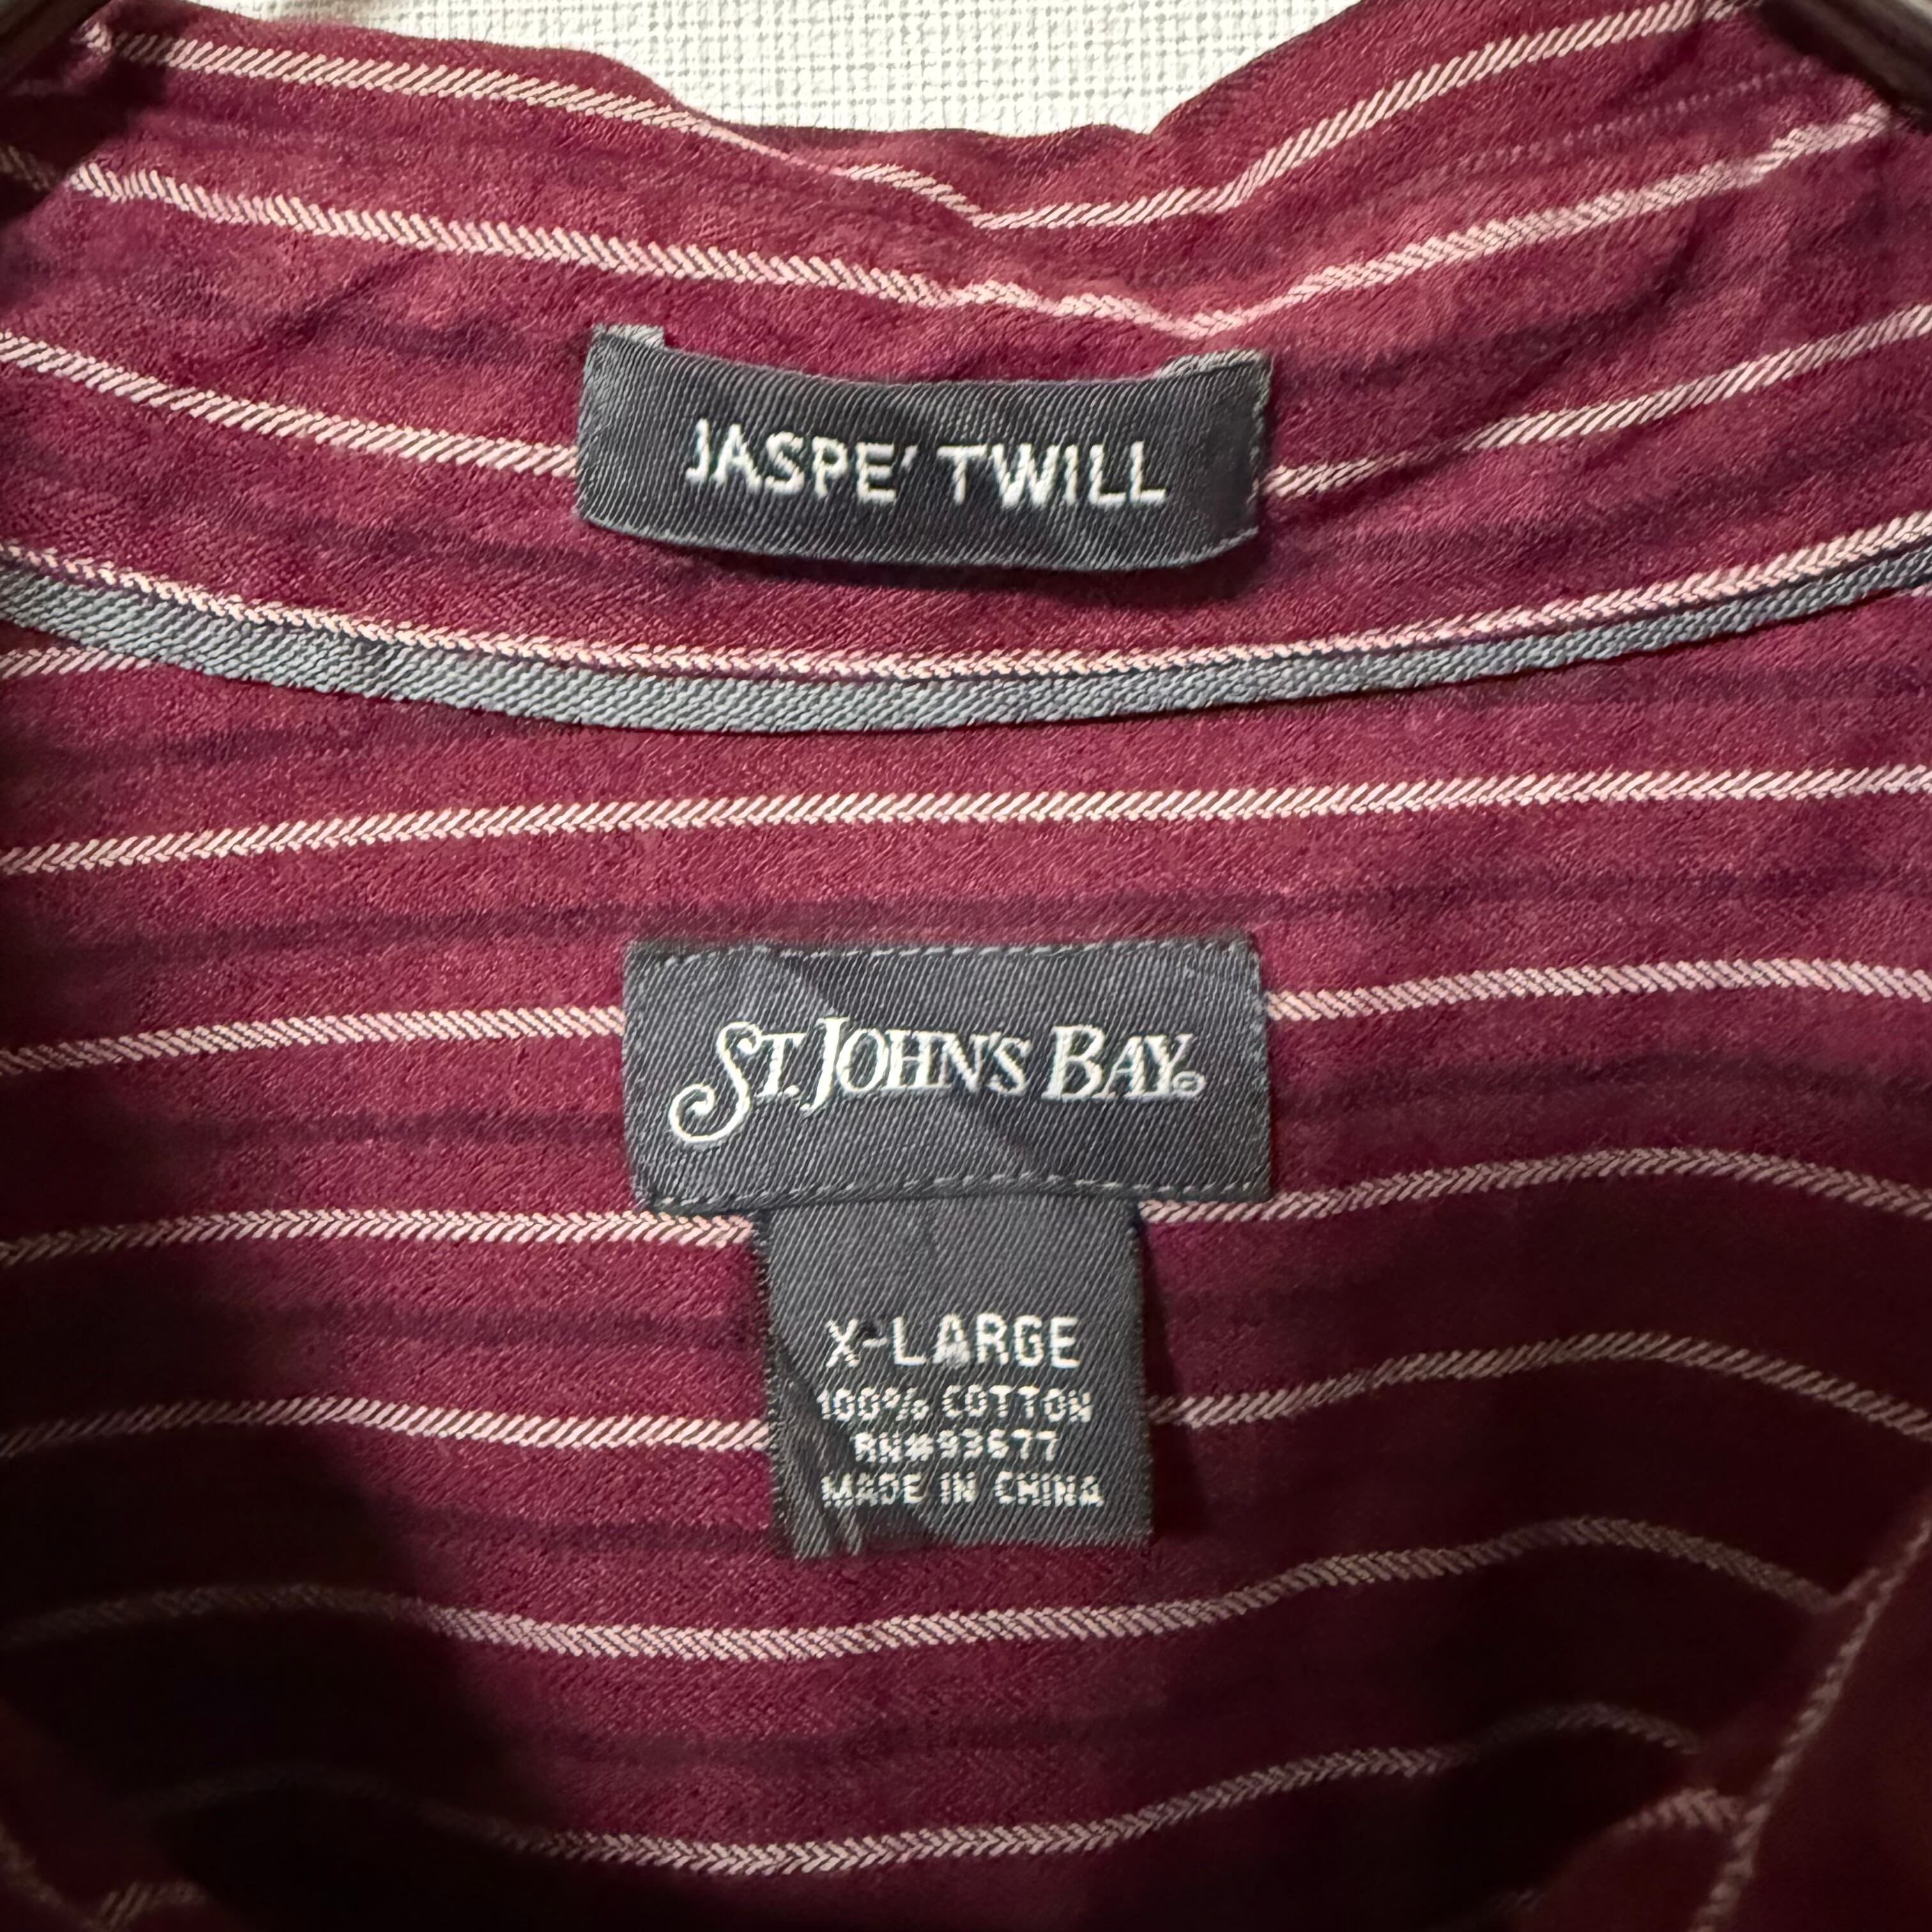 JASPE' TWILL
ST. JOHN'S BAY®
X-LARGE
100% COTTON
RN#93677
MADE IN CHINA